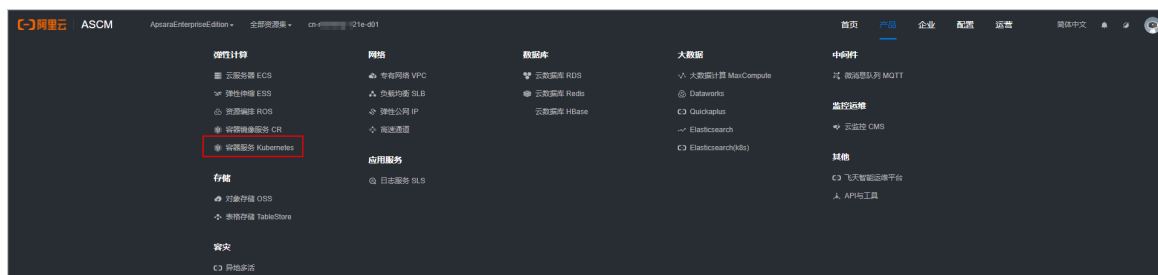 阿里云 ASCM ApsaraEnterpriseEdition 全部资源集 首页 产品 企业 配置 运营 简体中文
弹性计算
云服务器 ECS
弹性伸缩 ESS
资源编排 ROS
容器镜像服务 CR
容器服务 Kubernetes
存储
对象存储 OSS
表格存储 TableStore
容灾
异地多活
网络
专有网络 VPC
负载均衡 SLB
弹性公网 IP
高速通道
应用服务
日志服务 SLS
数据库
云数据库 RDS
云数据库 Redis
云数据库 HBase
大数据
大数据计算 MaxCompute
Dataworks
Quickaplus
Elasticsearch
Elasticsearch(k8s)
中间件
微消息队列 MQTT
监控运维
云监控 CMS
其他
飞天智能运维平台
API与工具